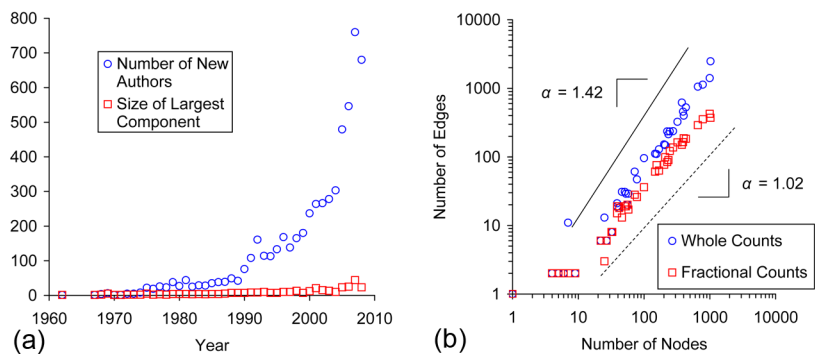 800
700
600
500
400
300
200
100
0
1960
1970
1980
1990
2000
2010
Year
Number of New
Authors
Size of Largest
Component
(a)
10000
1000
100
10
1
Number of Edges
1
10
100
1000
10000
Number of Nodes
α = 1.42
α = 1.02
Whole Counts
Fractional Counts
(b)